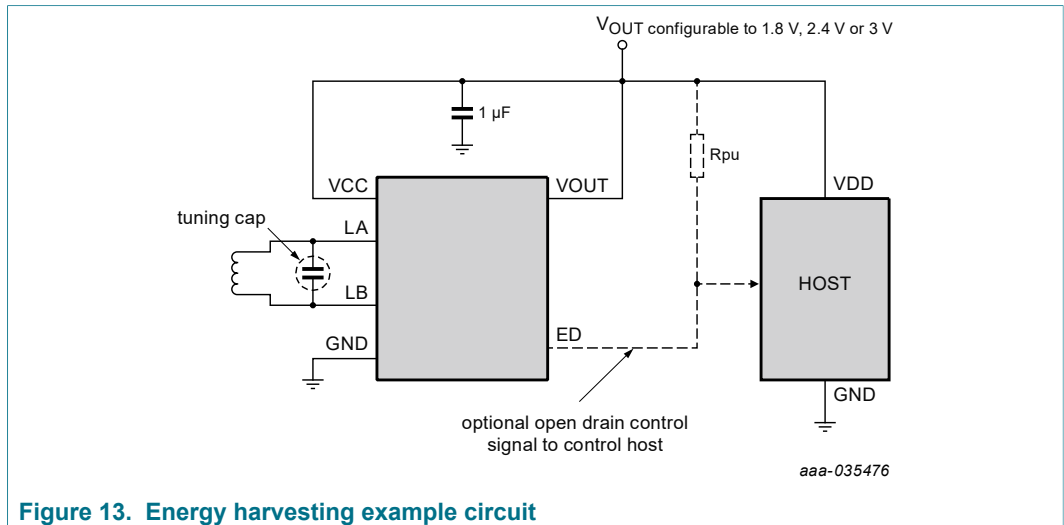 VOUT configurable to 1.8 V, 2.4 V or 3 V
1 µF
Rpu
VCC
VOUT
VDD
tuning cap
LA
LB
HOST
GND
ED
GND
optional open drain control
signal to control host
aaa-035476
Figure 13. Energy harvesting example circuit